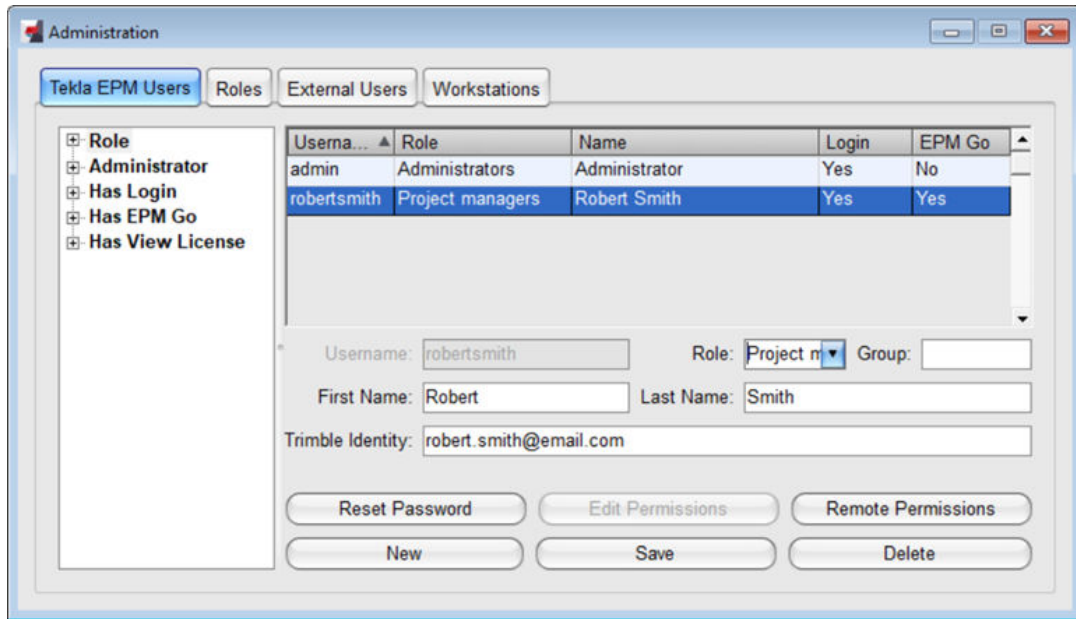 Administration
Tekla EPM Users Roles External Users Workstations
Role
Administrator
Has Login
Has EPM Go
Has View License
Userna... Role Name Login EPM Go
admin Administrators Administrator Yes No
robertsmith Project managers Robert Smith Yes Yes
Username: robertsmith Role: Project m Group:
First Name: Robert Last Name: Smith
Trimble Identity: robert.smith@email.com
Reset Password Edit Permissions Remote Permissions
New Save Delete